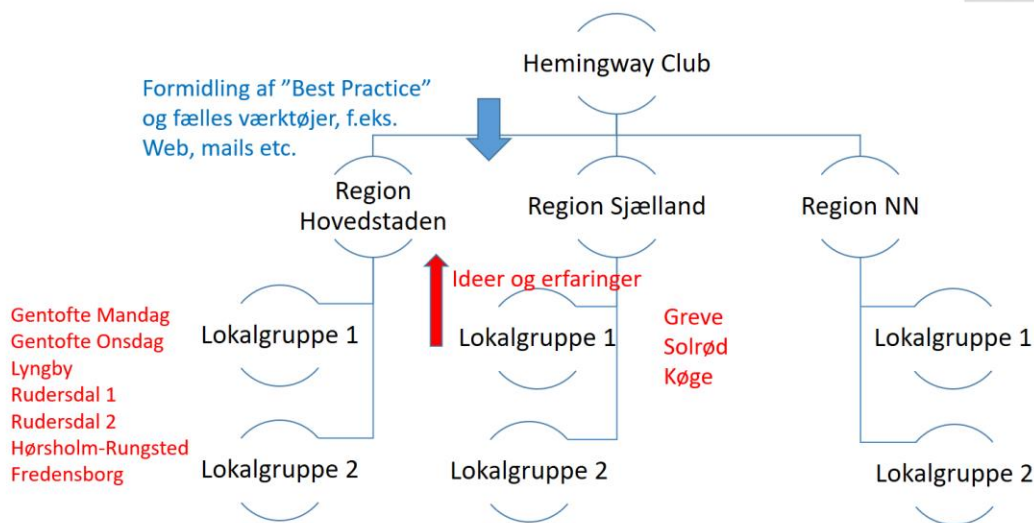 Hemingway Club
Formidling af ”Best Practice”
og fælles værktøjer, f.eks.
Web, mails etc.
Region
Hovedstaden
Region Sjælland
Region NN
Ideer og erfaringer
Gentofte Mandag
Gentofte Onsdag
Lyngby
Rudersdal 1
Rudersdal 2
Hørsholm-Rungsted
Fredensborg
Lokalgruppe 1
Lokalgruppe 2
Lokalgruppe 1
Lokalgruppe 2
Greve
Solrød
Køge
Lokalgruppe 1
Lokalgruppe 2